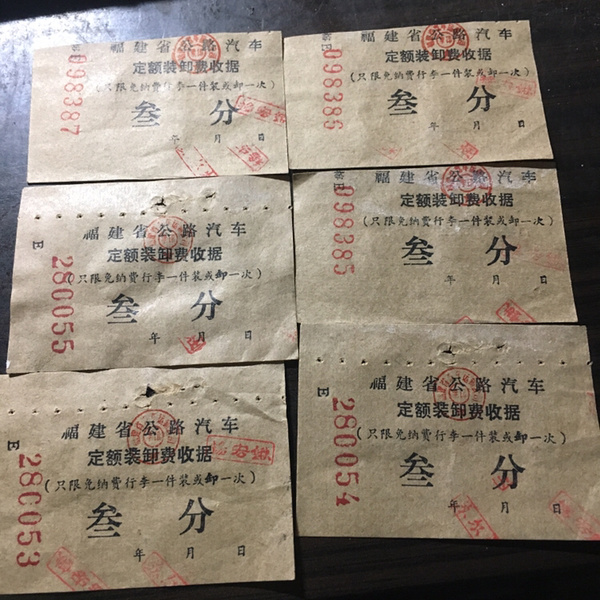 福建省公路汽车
定额装卸费收据
(只限免纳费行李一件装或卸一次)
叁 分
年 月 日
098387
福建省公路汽车
定额装卸费收据
(只限免纳费行李一件装或卸一次)
叁 分
年 月 日
E
098386
福建省公路汽车
定额装卸费收据
(只限免纳费行李一件装或卸一次)
叁 分
年 月 日
E
280055
福建省公路汽车
定额装卸费收据
(只限免纳费行李一件装或卸一次)
叁 分
年 月 日
E
098385
福建省公路汽车
定额装卸费收据
(只限免纳费行李一件装或卸一次)
叁 分
年 月 日
E
280053
福建省公路汽车
定额装卸费收据
(只限免纳费行李一件装或卸一次)
叁 分
年 月 日
E
280054